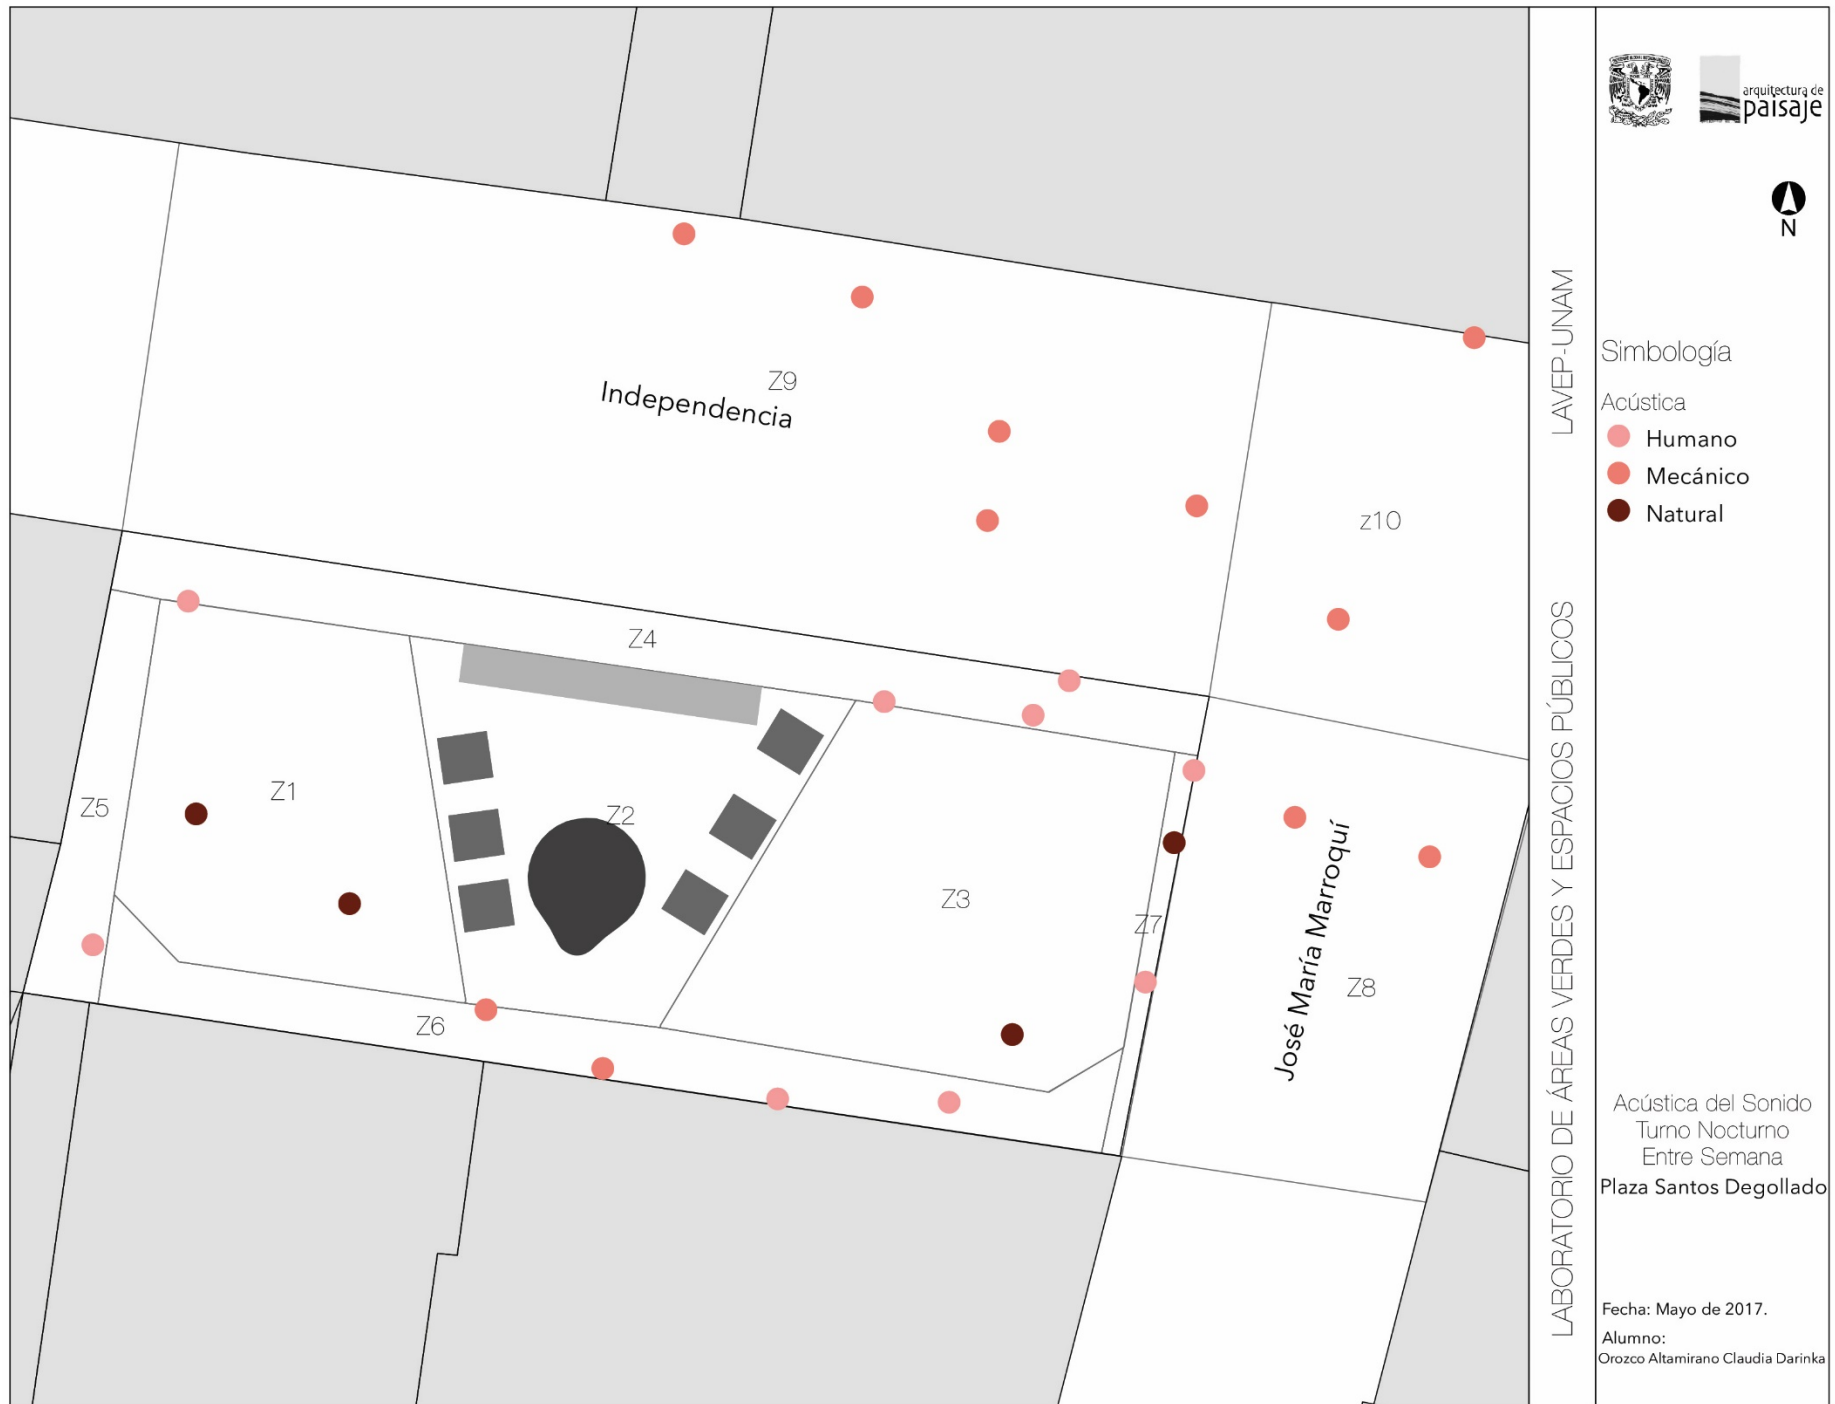 Z9
Independencia
z10
Z4
Z1
Z5
Z2
Z3
Z7
José María Marroquí
Z8
Z6
LAVEP-UNAM
LABORATORIO DE ÁREAS VERDES Y ESPACIOS PÚBLICOS
arquitectura de
paisaje
N
Simbología
Acústica
Humano
Mecánico
Natural
Acústica del Sonido
Turno Nocturno
Entre Semana
Plaza Santos Degollado
Fecha: Mayo de 2017.
Alumno:
Orozco Altamirano Claudia Darinka